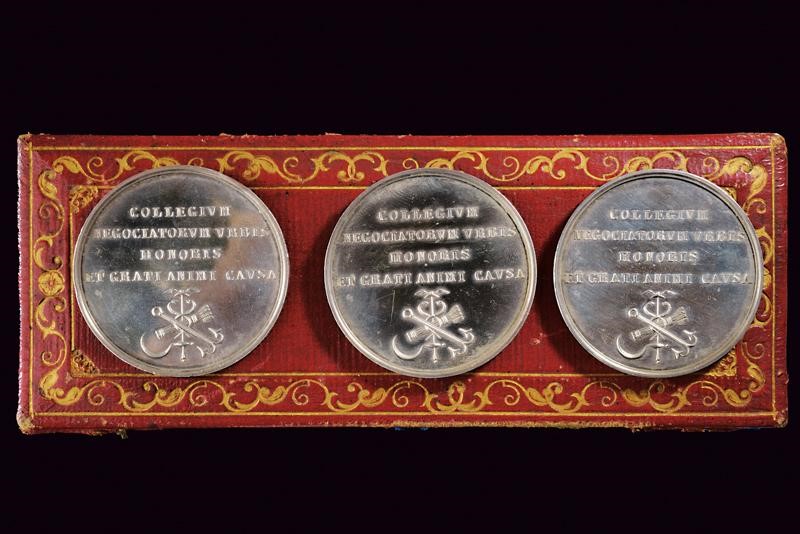 COLLEGIVM
NEGOCIATORVM VRBIS
HONORIS
ET GRATI ANIMI CAVSA
COLLEGIVM
NEGOCIATORVM VRBIS
HONORIS
ET GRATI ANIMI CAVSA
COLLEGIVM
NEGOCIATORVM VRBIS
HONORIS
ET GRATI ANIMI CAVSA